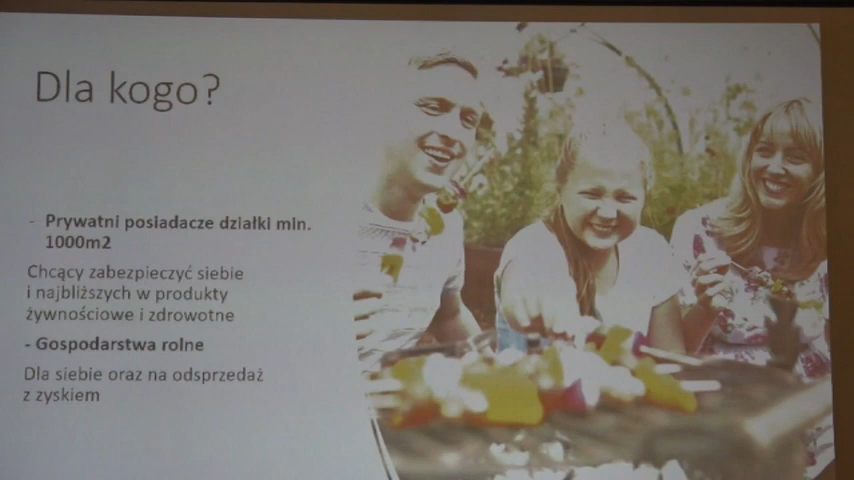 Dla kogo?
- Prywatni posiadacze działki min.
1000m2
Chcący zabezpieczyć siebie
i najbliższych w produkty
żywnościowe i zdrowotne
- Gospodarstwa rolne
Dla siebie oraz na odsprzedaż
z zyskiem